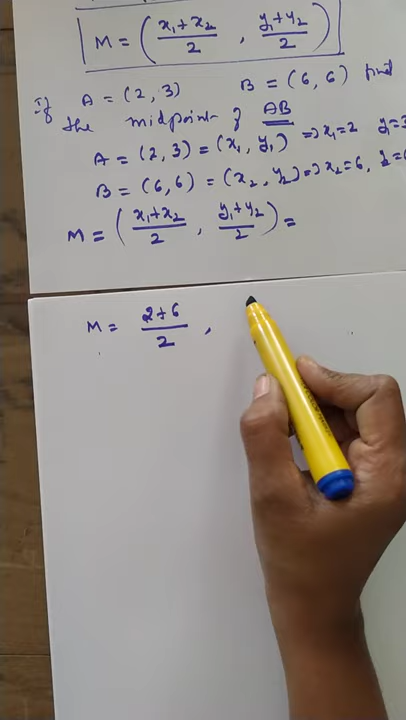 M = ( x₁+x₂ / 2 , y₁+y₂ / 2 )
If A = (2, 3) B = (6, 6) find
the midpoint of AB
A = (2, 3) = (x₁, y₁) => x₁=2
B = (6,6) = (x₂, y₂) => x₂=6,
M = ( x₁+x₂ / 2 , y₁+y₂ / 2 ) =
M = 2+6 / 2 ,